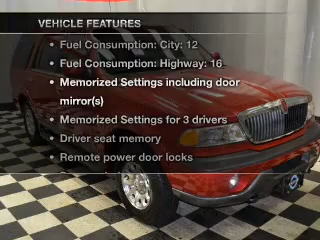 VEHICLE FEATURES
• Fuel Consumption: City: 12
• Fuel Consumption: Highway: 16
• Memorized Settings including door
mirror(s)
• Memorized Settings for 3 drivers
• Driver seat memory
• Remote power door locks